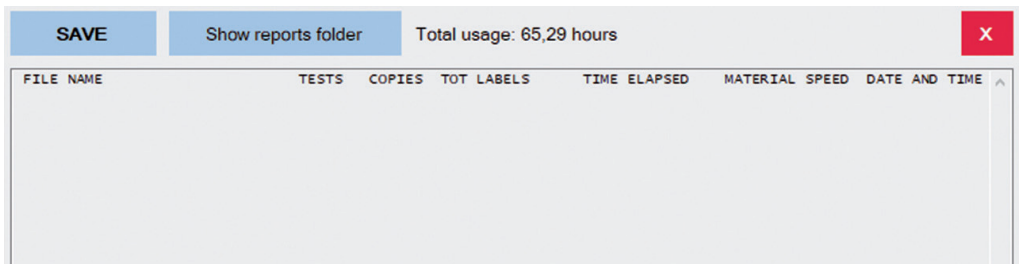 SAVE Show reports folder Total usage: 65,29 hours X
FILE NAME TESTS COPIES TOT LABELS TIME ELAPSED MATERIAL SPEED DATE AND TIME